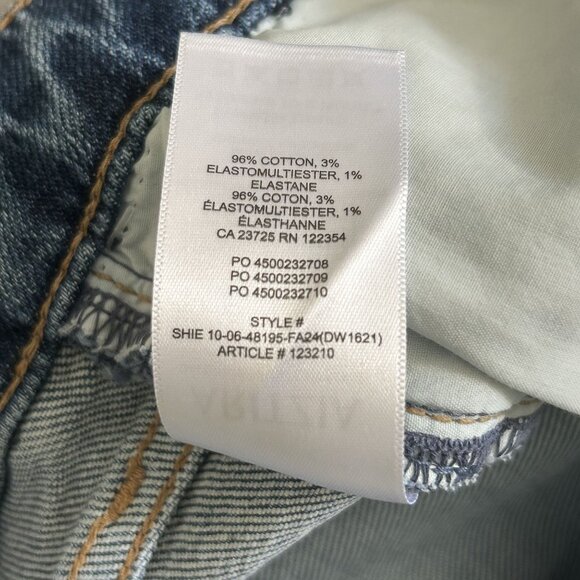 96% COTTON, 3%
ELASTOMULTIESTER, 1%
ELASTANE
96% COTON, 3%
ÉLASTOMULTIESTER, 1%
ÉLASTHANNE
CA 23725 RN 122354
PO 4500232708
PO 4500232709
PO 4500232710
STYLE #
SHIE 10-06-48195-FA24(DW1621)
ARTICLE # 123210